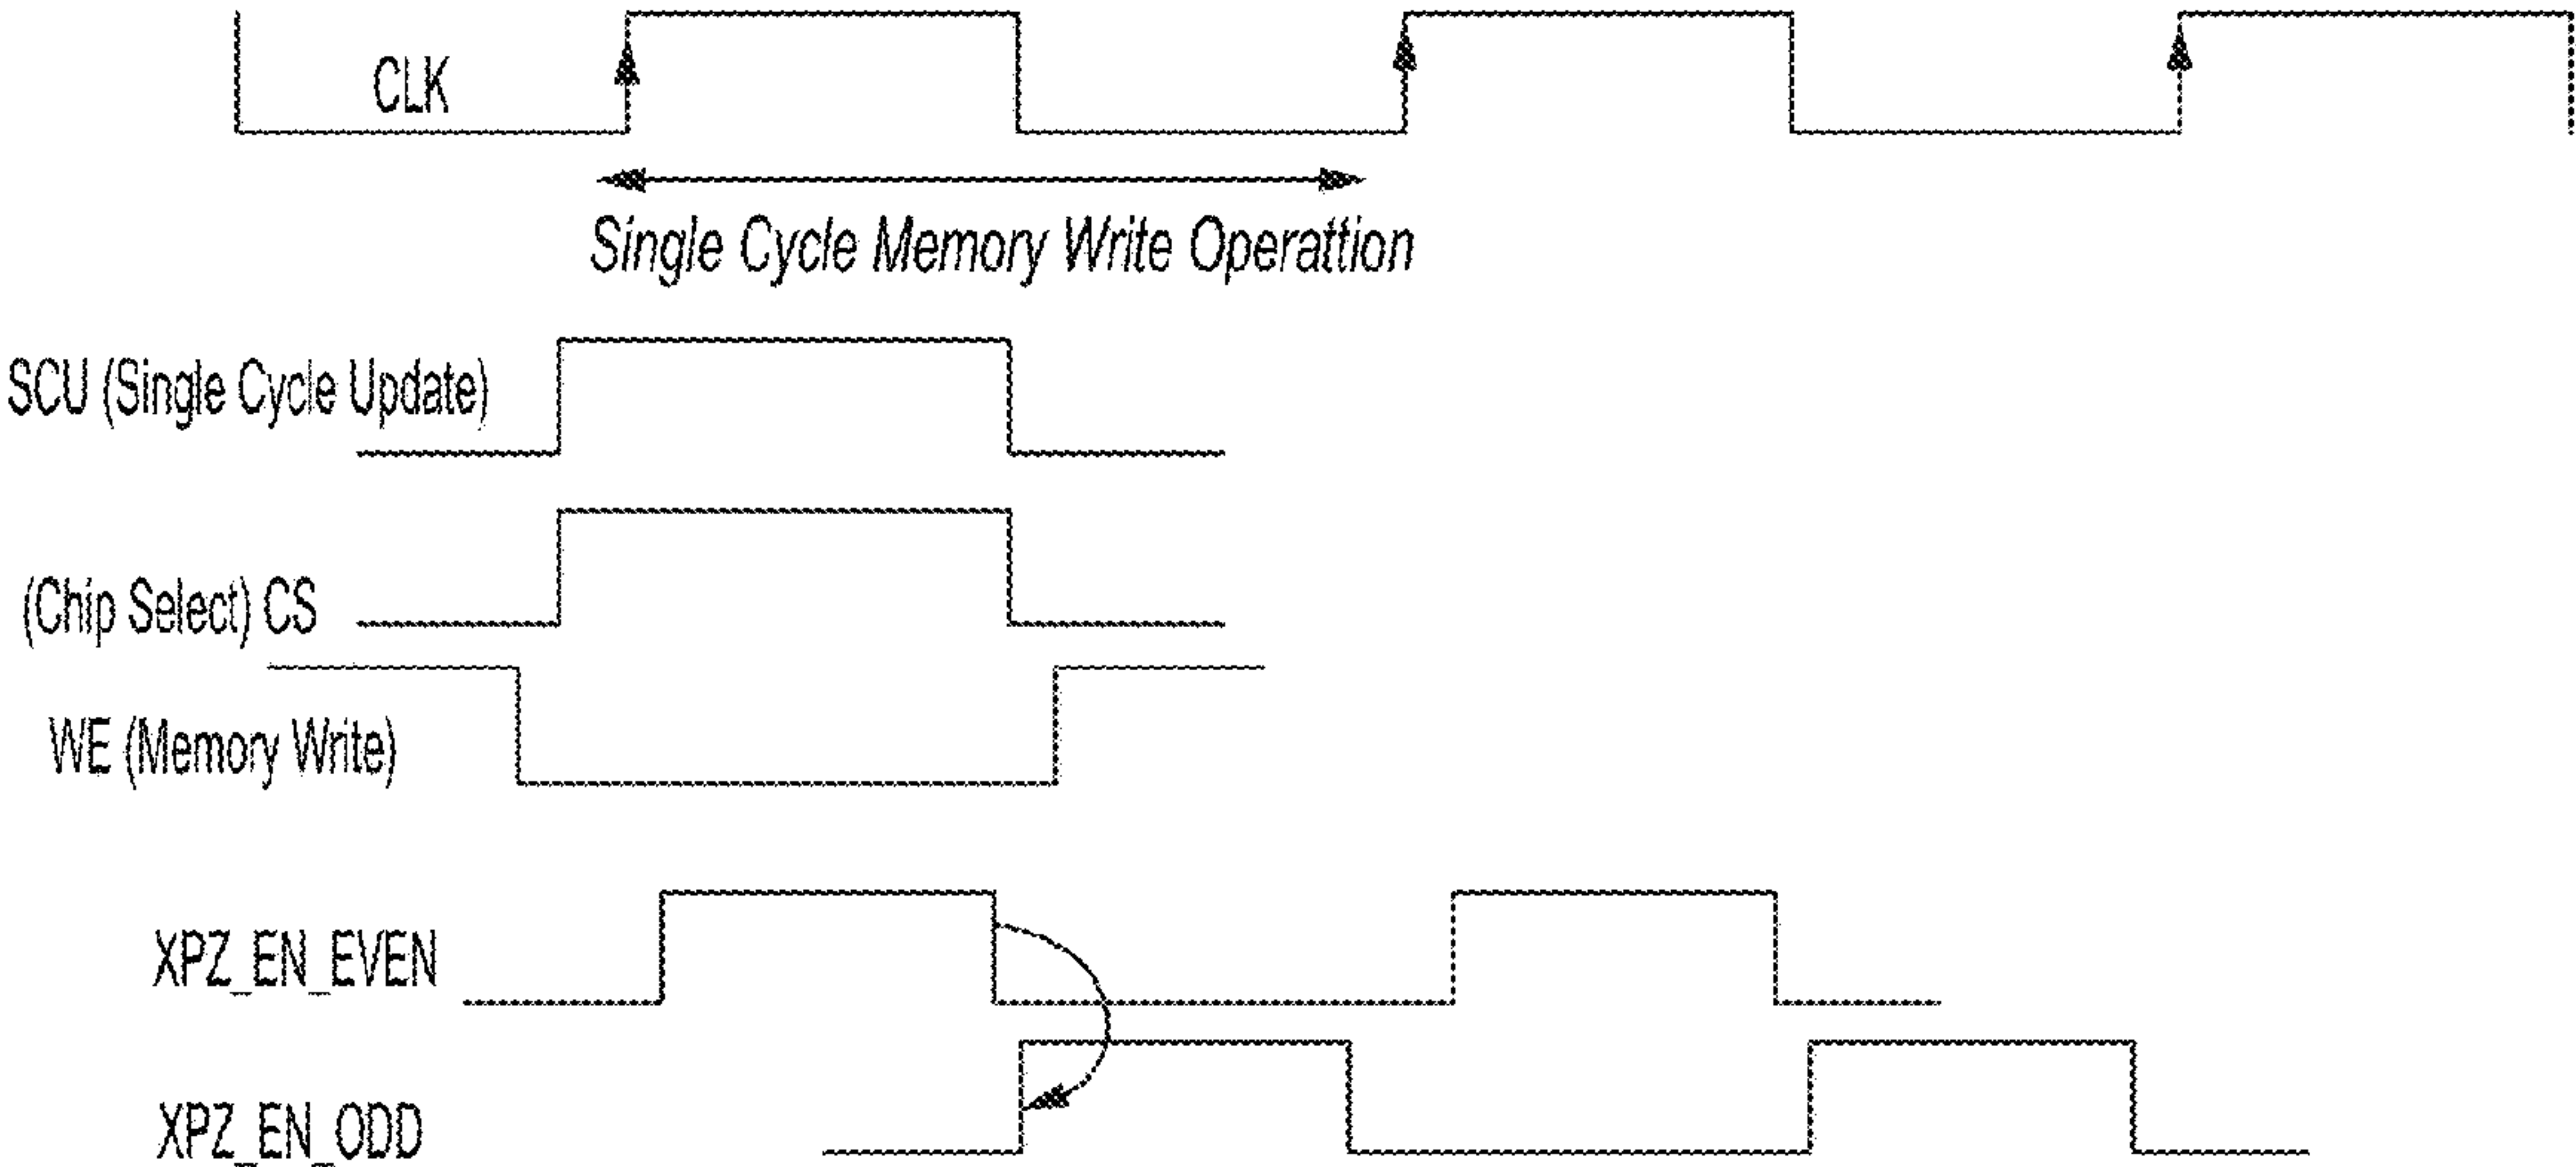 CLK
Single Cycle Memory Write Operattion
SCU (Single Cycle Update)
(Chip Select) CS
WE (Memory Write)
XPZ_EN_EVEN
XPZ_EN_ODD